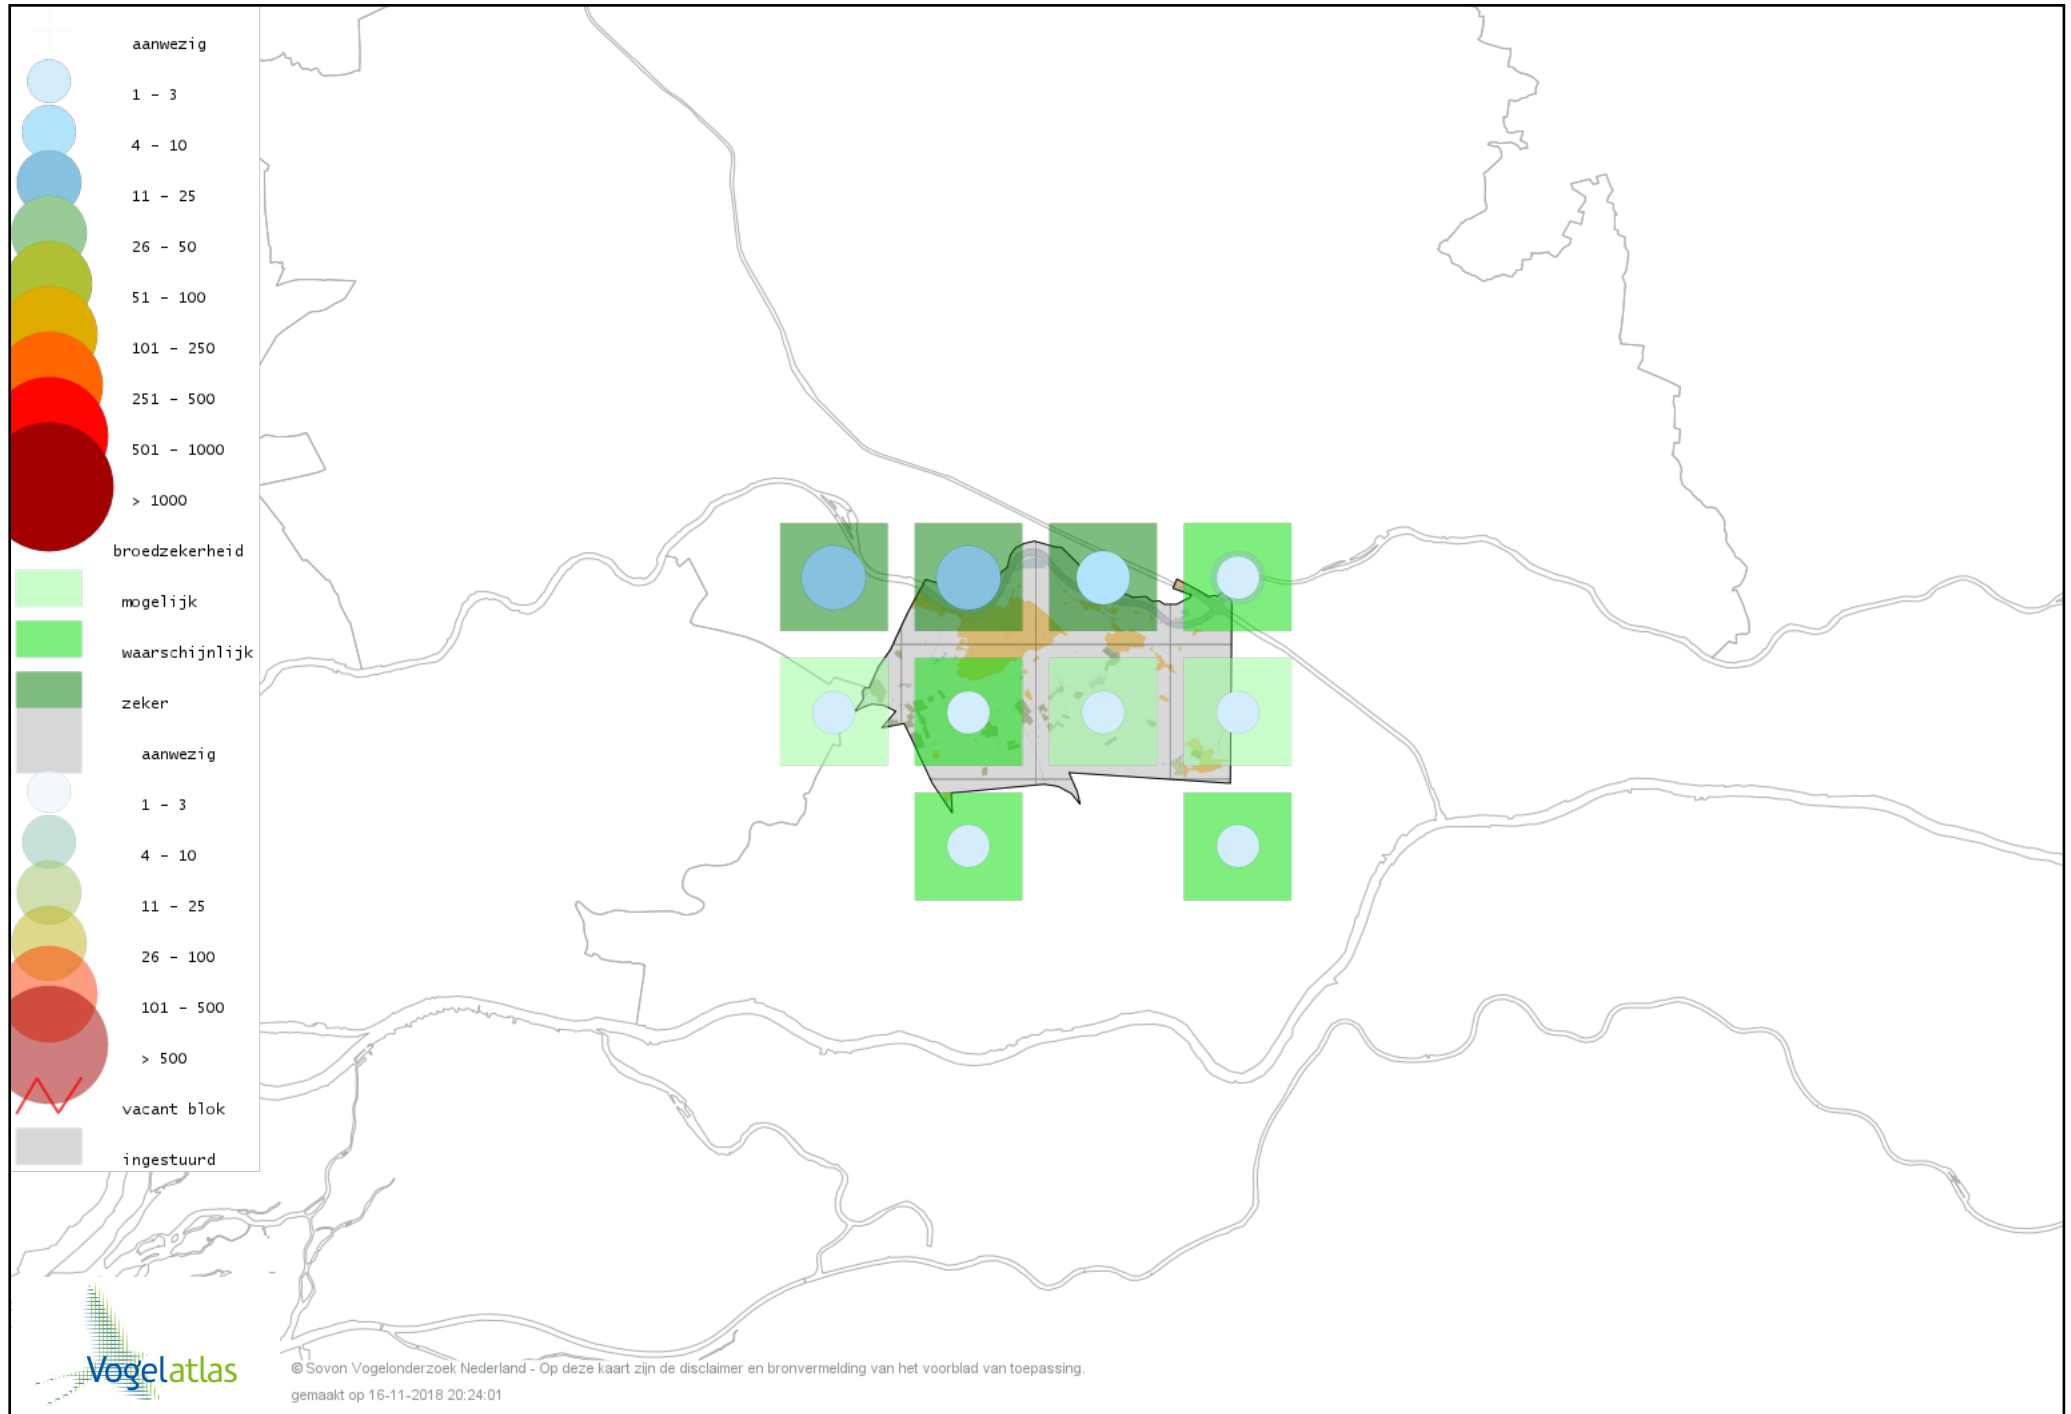 aanwezig
1 - 3
4 - 10
11 - 25
26 - 50
51 - 100
101 - 250
251 - 500
501 - 1000
> 1000
broedzekerheid
mogelijk
waarschijnlijk
zeker
aanwezig
1 - 3
4 - 10
11 - 25
26 - 100
101 - 500
> 500
vacant blok
ingestuurd
Vogelatlas
© Sovon Vogelonderzoek Nederland - Op deze kaart zijn de disclaimer en bronvermelding van het voorblad van toepassing.
gemaakt op 16-11-2018 20:24:01